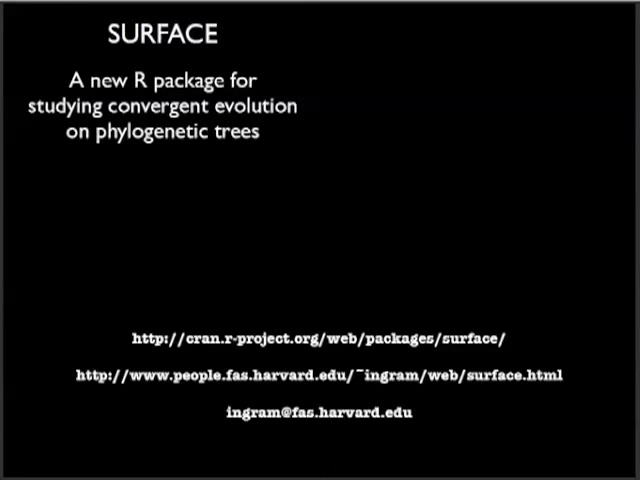 SURFACE
A new R package for
studying convergent evolution
on phylogenetic trees
http://cran.r-project.org/web/packages/surface/
http://www.people.fas.harvard.edu/~ingram/web/surface.html
ingram@fas.harvard.edu